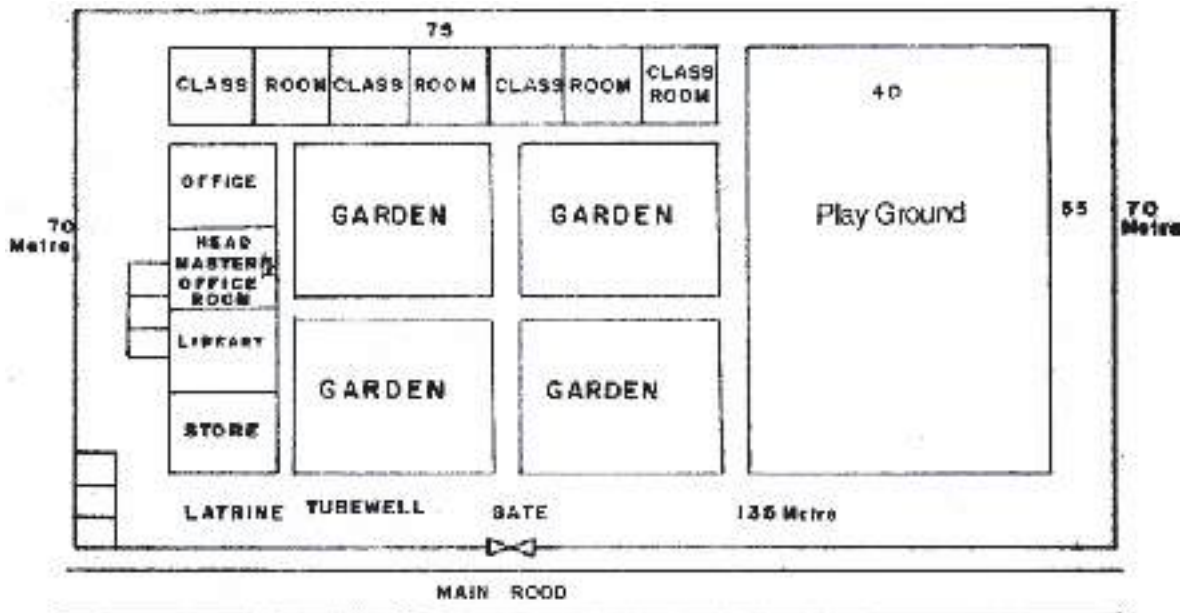 75
CLASS ROOM CLASS ROOM CLASS ROOM CLASS
ROOM
40
OFFICE
GARDEN GARDEN Play Ground
70
Metre
55
70
Metre
HEAD
MASTERS
OFFICE
ROOM
LIBRARY
GARDEN GARDEN
STORE
LATRINE TUBEWELL GATE 135 Metre
MAIN ROOD